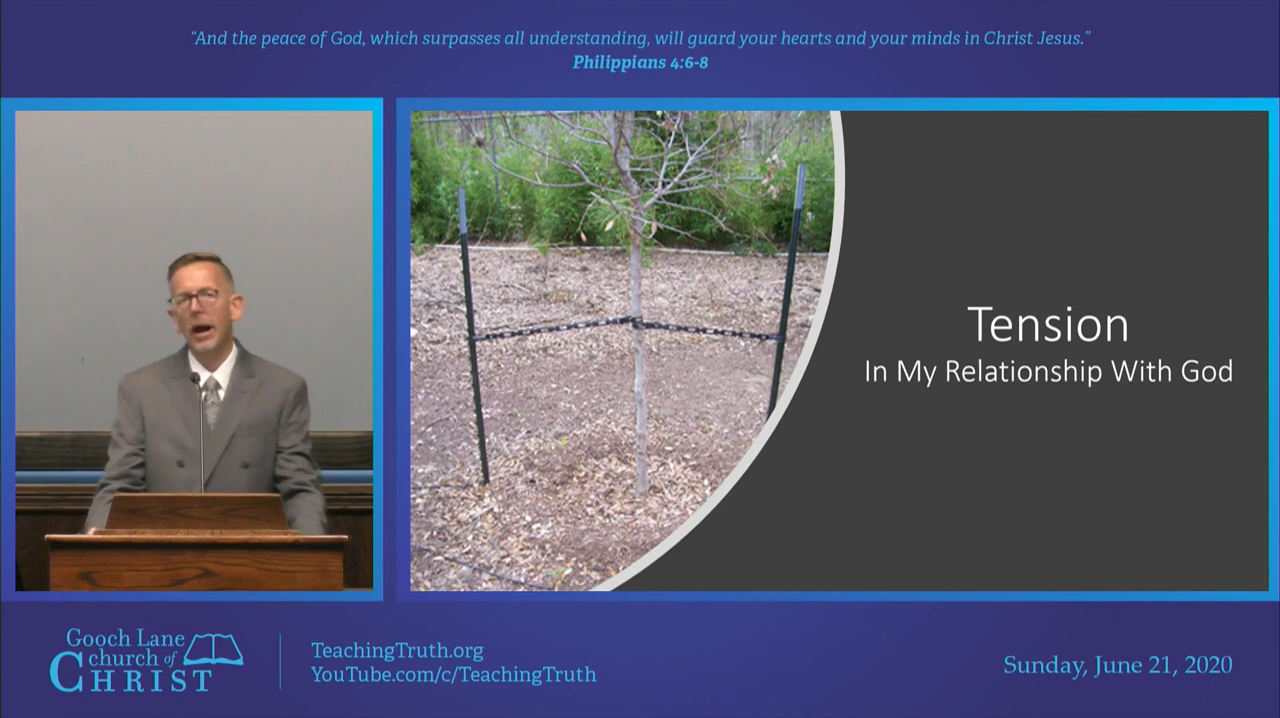 “And the peace of God, which surpasses all understanding, will guard your hearts and your minds in Christ Jesus.”
Philippians 4:6-8
Tension
In My Relationship With God
Gooch Lane
church of
CHRIST
TeachingTruth.org
YouTube.com/c/TeachingTruth
Sunday, June 21, 2020